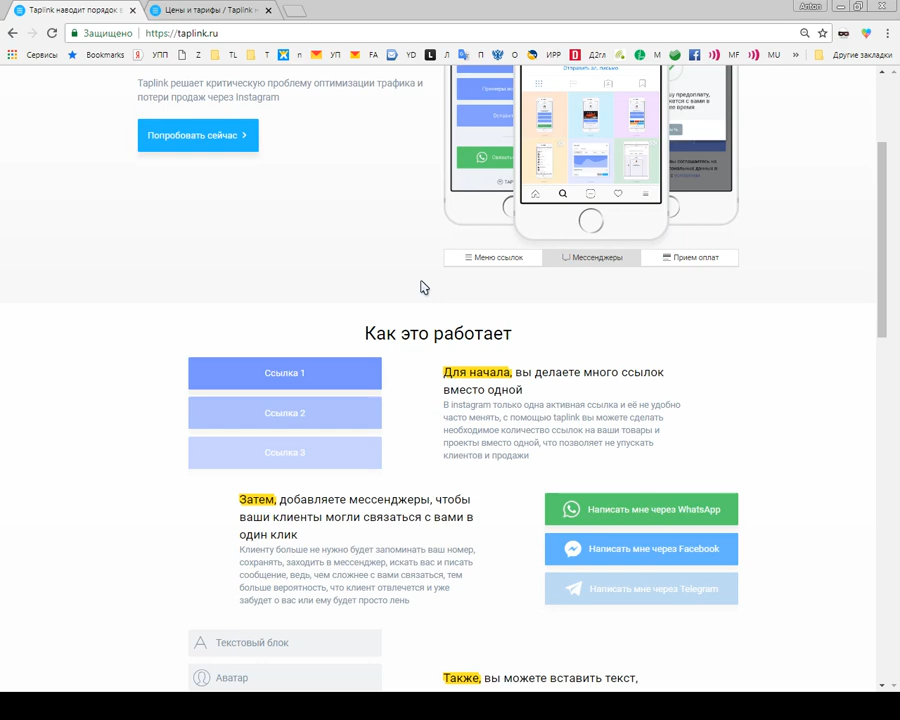 Taplink наводит порядок в
Цены и тарифы / Taplink н
Anton
Защищено
https://taplink.ru
Сервисы
Bookmarks
УПП
Z
TL
T
n
УП
FA
YD
Л
П
О
ИРР
Д2гл
M
MF
MU
»
Другие закладки
Taplink решает критическую проблему оптимизации трафика и
потери продаж через Instagram
Попробовать сейчас
Меню ссылок
Мессенджеры
Прием оплат
Как это работает
Ссылка 1
Ссылка 2
Ссылка 3
Для начала, вы делаете много ссылок
вместо одной
В instagram только одна активная ссылка и её не удобно
часто менять, с помощью taplink вы можете сделать
необходимое количество ссылок на ваши товары и
проекты вместо одной, что позволяет не упускать
клиентов и продажи
Затем, добавляете мессенджеры, чтобы
ваши клиенты могли связаться с вами в
один клик
Клиенту больше не нужно будет запоминать ваш номер,
сохранять, заходить в мессенджер, искать вас и писать
сообщение, ведь, чем сложнее с вами связаться, тем
больше вероятность, что клиент отвлечется и уже
забудет о вас или ему будет просто лень
Написать мне через WhatsApp
Написать мне через Facebook
Написать мне через Telegram
Текстовый блок
Аватар
Также, вы можете вставить текст,